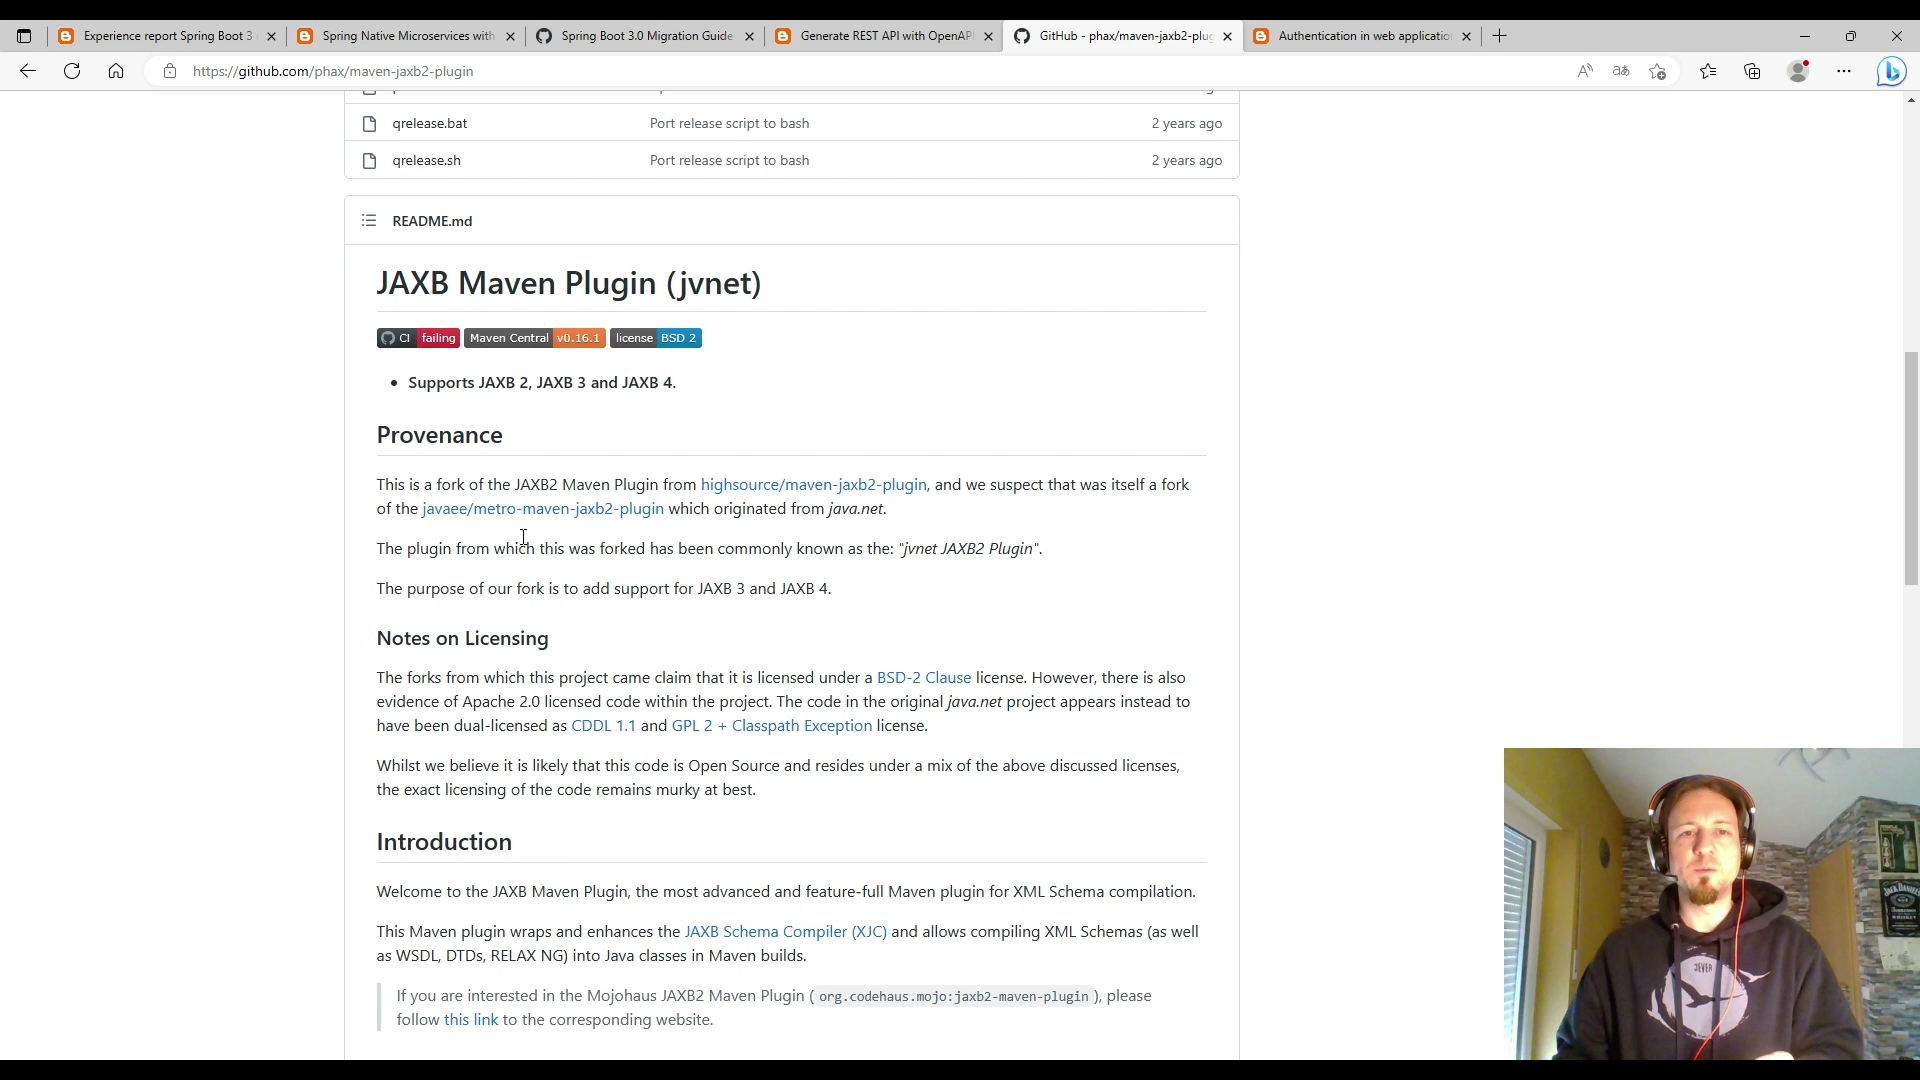 Experience report Spring Boot 3
Spring Native Microservices with
Spring Boot 3.0 Migration Guide
Generate REST API with OpenAPI
GitHub - phax/maven-jaxb2-plug
Authentication in web applicatio
https://github.com/phax/maven-jaxb2-plugin
qrelease.bat Port release script to bash 2 years ago
qrelease.sh Port release script to bash 2 years ago
README.md
JAXB Maven Plugin (jvnet)
CI failing Maven Central v0.16.1 license BSD 2
• Supports JAXB 2, JAXB 3 and JAXB 4.
Provenance
This is a fork of the JAXB2 Maven Plugin from highsource/maven-jaxb2-plugin, and we suspect that was itself a fork
of the javaee/metro-maven-jaxb2-plugin which originated from java.net.
The plugin from which this was forked has been commonly known as the: "jvnet JAXB2 Plugin".
The purpose of our fork is to add support for JAXB 3 and JAXB 4.
Notes on Licensing
The forks from which this project came claim that it is licensed under a BSD-2 Clause license. However, there is also
evidence of Apache 2.0 licensed code within the project. The code in the original java.net project appears instead to
have been dual-licensed as CDDL 1.1 and GPL 2 + Classpath Exception license.
Whilst we believe it is likely that this code is Open Source and resides under a mix of the above discussed licenses,
the exact licensing of the code remains murky at best.
Introduction
Welcome to the JAXB Maven Plugin, the most advanced and feature-full Maven plugin for XML Schema compilation.
This Maven plugin wraps and enhances the JAXB Schema Compiler (XJC) and allows compiling XML Schemas (as well
as WSDL, DTDs, RELAX NG) into Java classes in Maven builds.
If you are interested in the Mojohaus JAXB2 Maven Plugin ( org.codehaus.mojo:jaxb2-maven-plugin ), please
follow this link to the corresponding website.
JEVER
JACK DANIEL'S
WHISKEY